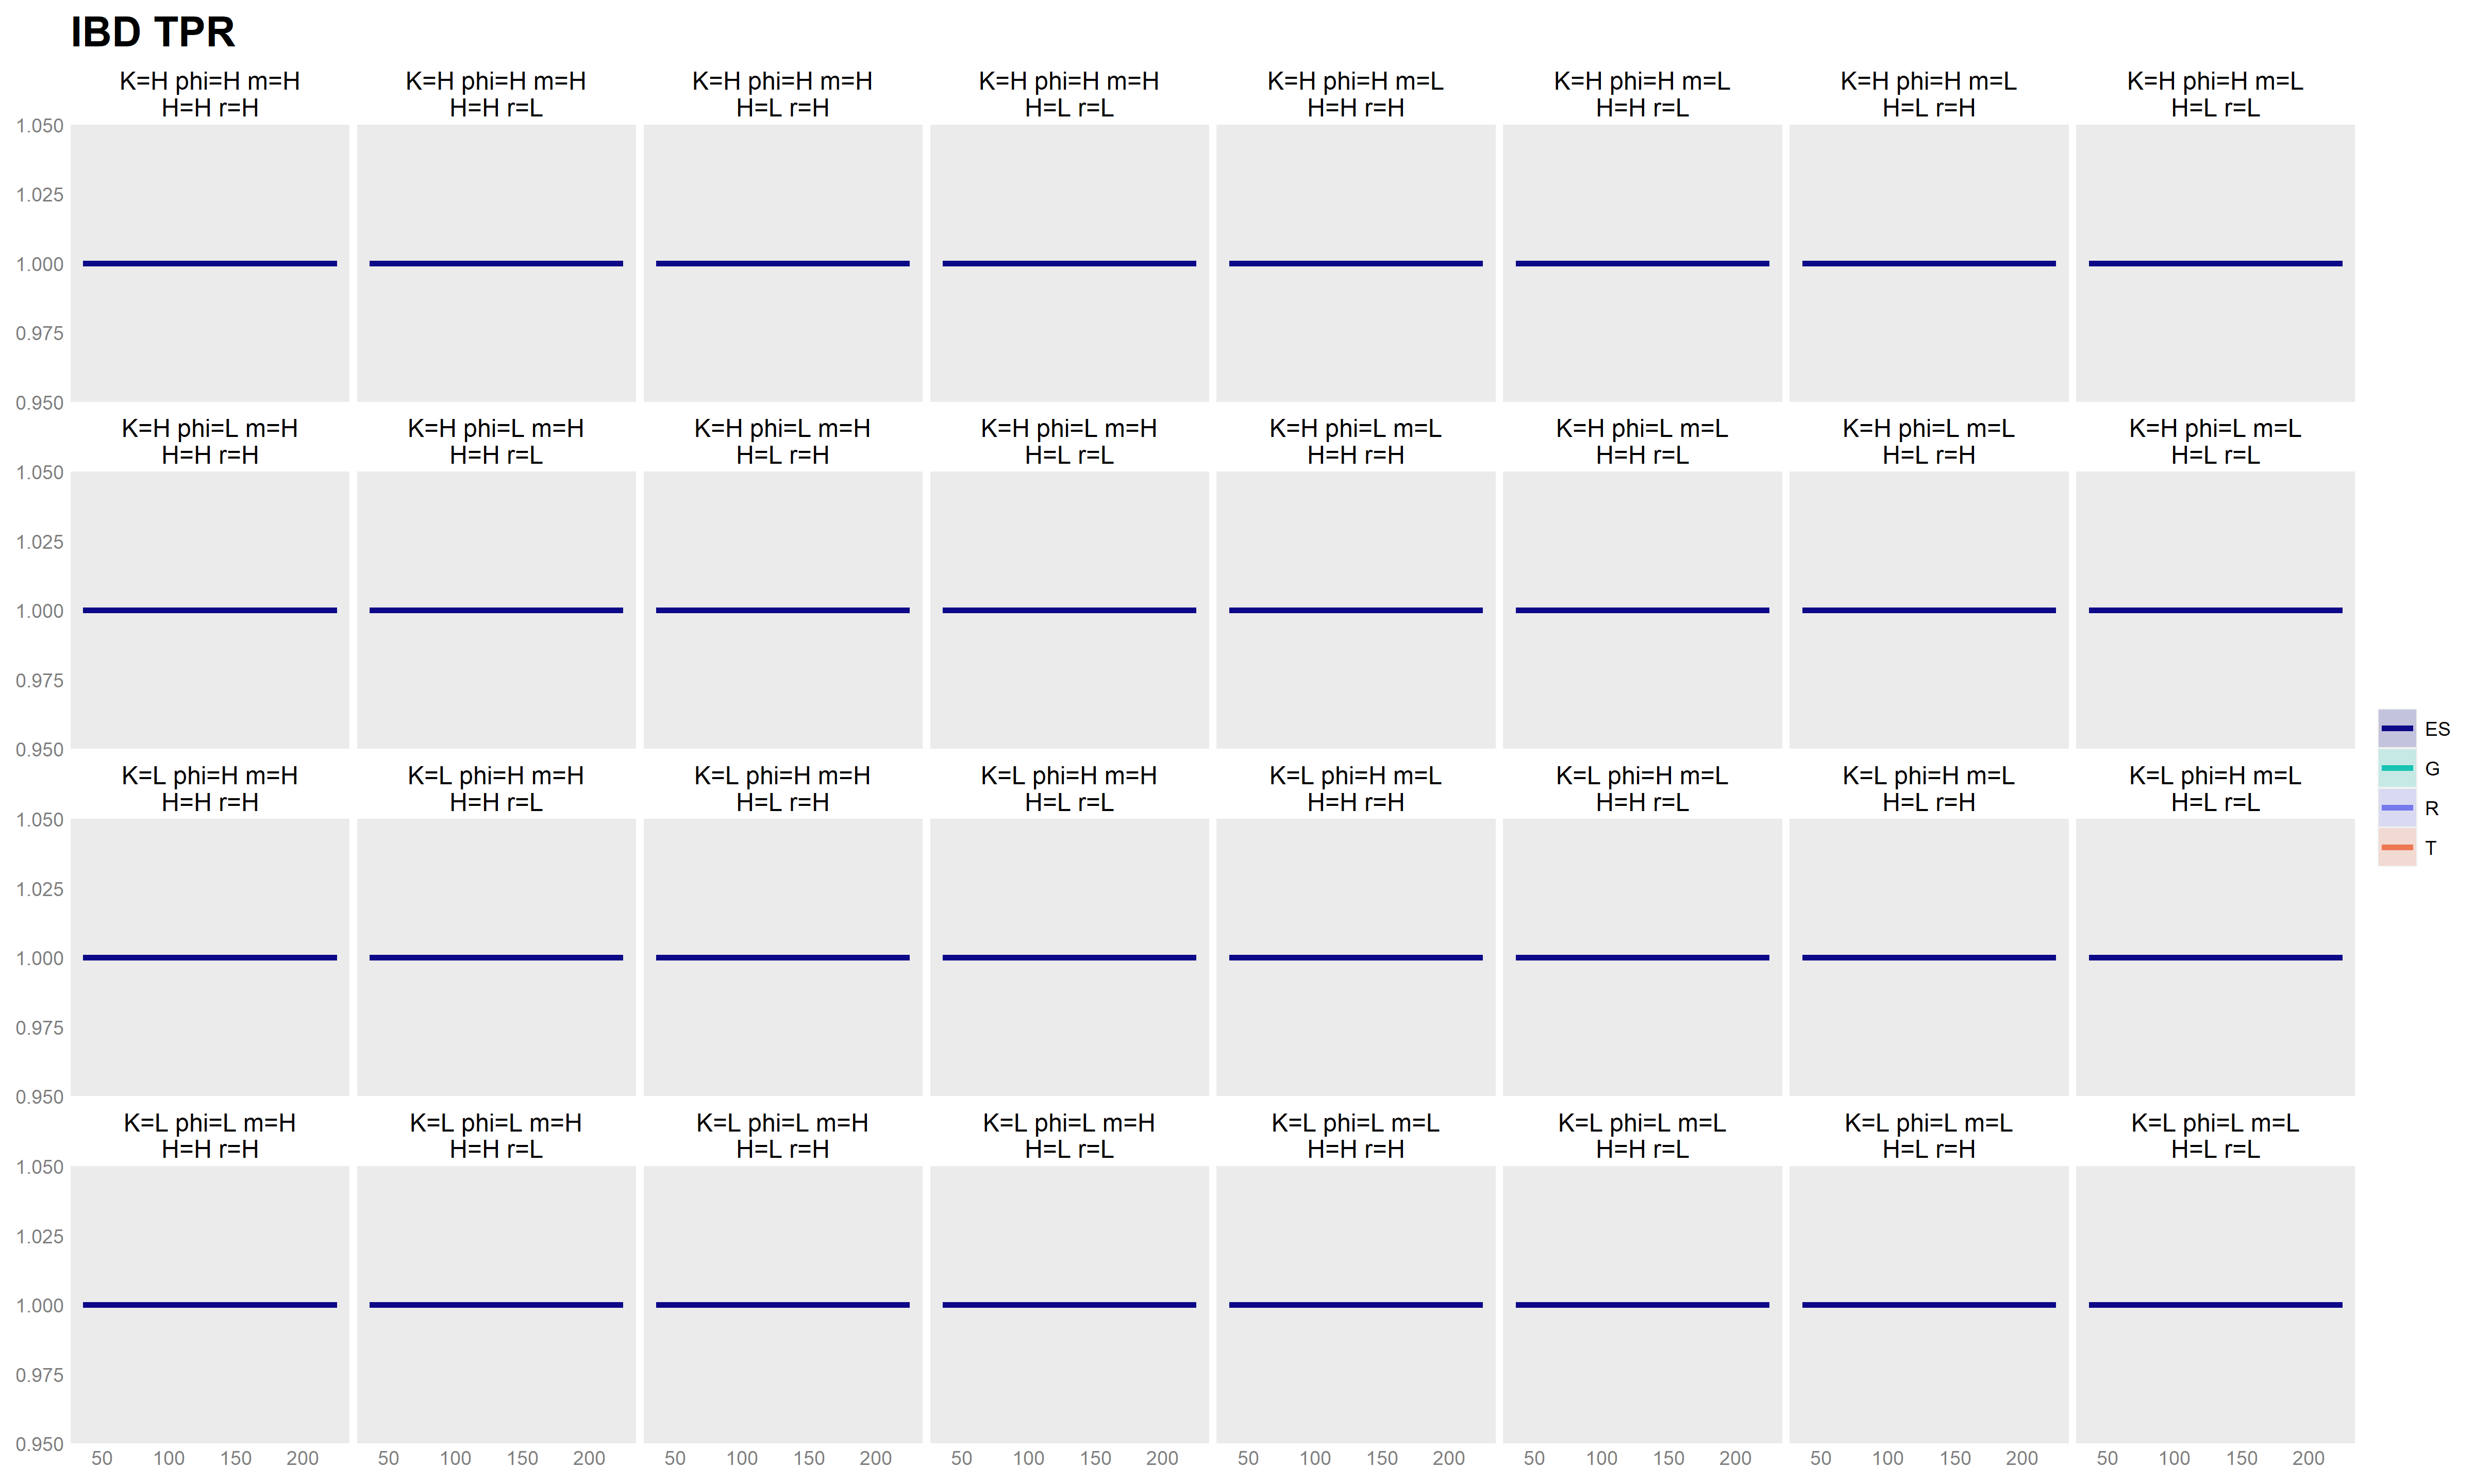 IBD TPR
K=H phi=H m=H
H=H r=H
K=H phi=H m=H
H=H r=L
K=H phi=H m=H
H=L r=H
K=H phi=H m=H
H=L r=L
K=H phi=H m=L
H=H r=H
K=H phi=H m=L
H=H r=L
K=H phi=H m=L
H=L r=H
K=H phi=H m=L
H=L r=L
1.050
1.025
1.000
0.975
0.950
K=H phi=L m=H
H=H r=H
K=H phi=L m=H
H=H r=L
K=H phi=L m=H
H=L r=H
K=H phi=L m=H
H=L r=L
K=H phi=L m=L
H=H r=H
K=H phi=L m=L
H=H r=L
K=H phi=L m=L
H=L r=H
K=H phi=L m=L
H=L r=L
1.050
1.025
1.000
0.975
0.950
K=L phi=H m=H
H=H r=H
K=L phi=H m=H
H=H r=L
K=L phi=H m=H
H=L r=H
K=L phi=H m=H
H=L r=L
K=L phi=H m=L
H=H r=H
K=L phi=H m=L
H=H r=L
K=L phi=H m=L
H=L r=H
K=L phi=H m=L
H=L r=L
1.050
1.025
1.000
0.975
0.950
K=L phi=L m=H
H=H r=H
K=L phi=L m=H
H=H r=L
K=L phi=L m=H
H=L r=H
K=L phi=L m=H
H=L r=L
K=L phi=L m=L
H=H r=H
K=L phi=L m=L
H=H r=L
K=L phi=L m=L
H=L r=H
K=L phi=L m=L
H=L r=L
1.050
1.025
1.000
0.975
0.950
50 100 150 200
50 100 150 200
50 100 150 200
50 100 150 200
50 100 150 200
50 100 150 200
50 100 150 200
50 100 150 200
ES
G
R
T